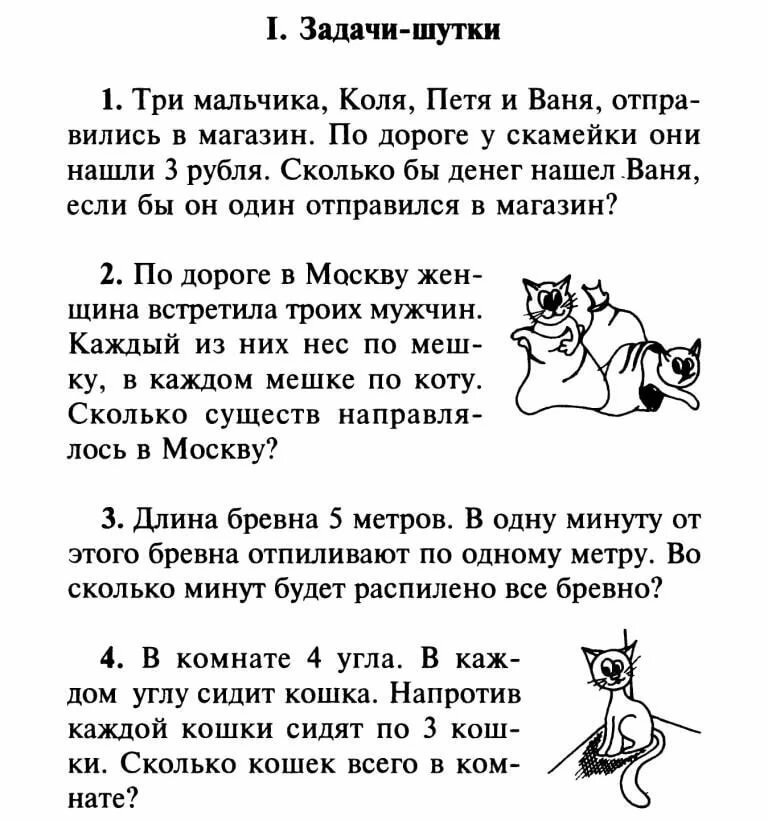 I. Задачи-шутки
1. Три мальчика, Коля, Петя и Ваня, отпра-
вились в магазин. По дороге у скамейки они
нашли 3 рубля. Сколько бы денег нашел Ваня,
если бы он один отправился в магазин?
2. По дороге в Москву жен-
щина встретила троих мужчин.
Каждый из них нес по меш-
ку, в каждом мешке по коту.
Сколько существ направля-
лось в Москву?
3. Длина бревна 5 метров. В одну минуту от
этого бревна отпиливают по одному метру. Во
сколько минут будет распилено все бревно?
4. В комнате 4 угла. В каж-
дом углу сидит кошка. Напротив
каждой кошки сидят по 3 кош-
ки. Сколько кошек всего в ком-
нате?